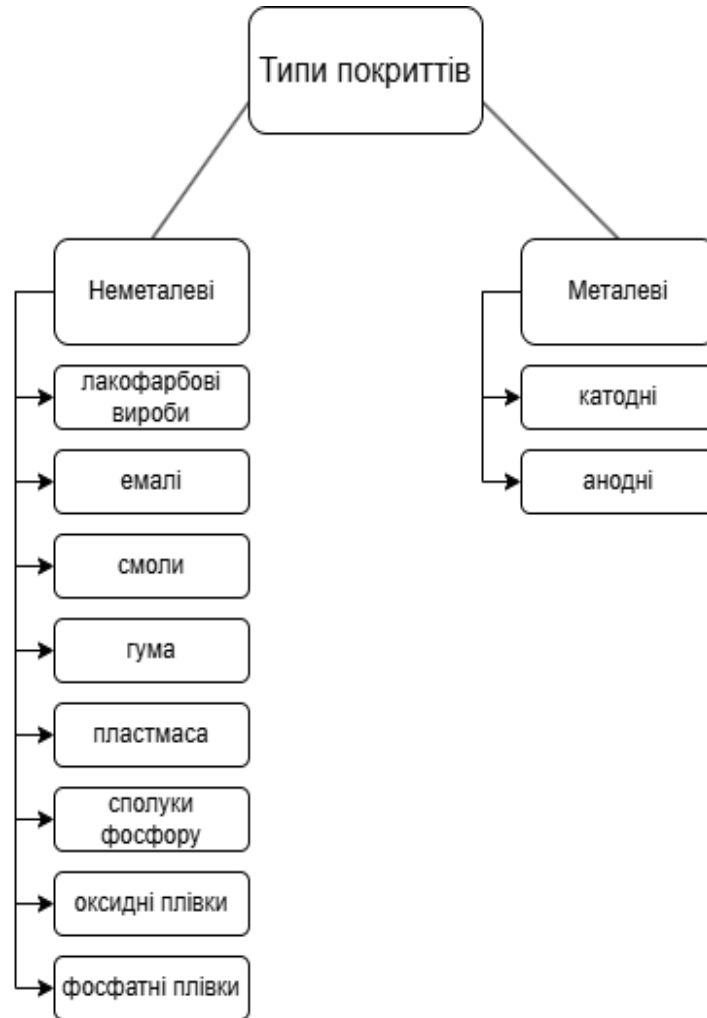 Типи покриттів
Неметалеві
Металеві
лакофарбові
вироби
катодні
емалі
анодні
смоли
гума
пластмаса
сполуки
фосфору
оксидні плівки
фосфатні плівки